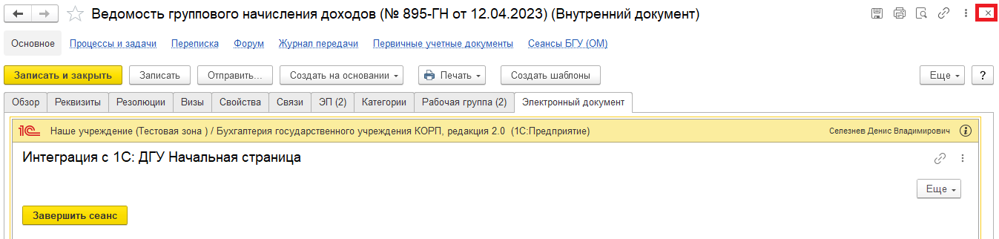 Ведомость группового начисления доходов (№ 895-ГН от 12.04.2023) (Внутренний документ)
Основное Процессы и задачи Переписка Форум Журнал передачи Первичные учетные документы Сеансы БГУ (ОМ)
Записать и закрыть Записать Отправить... Создать на основании Печать Создать шаблоны Еще ?
Обзор Реквизиты Резолюции Визы Свойства Связи ЭП (2) Категории Рабочая группа (2) Электронный документ
1С Наше учреждение (Тестовая зона ) / Бухгалтерия государственного учреждения КОРП, редакция 2.0 (1С:Предприятие) Селезнев Денис Владимирович
Интеграция с 1С: ДГУ Начальная страница
Еще
Завершить сеанс